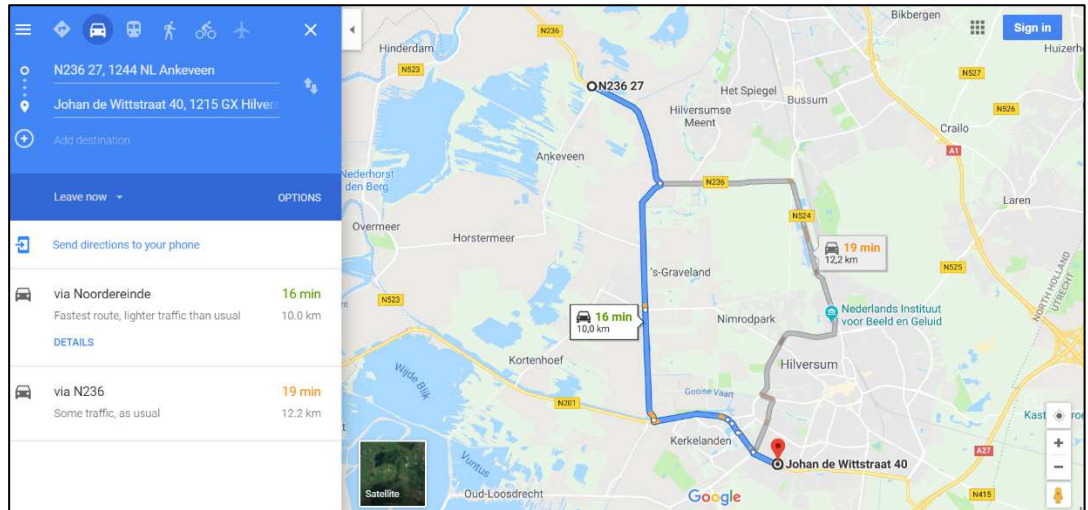 N236 27, 1244 NL Ankeveen
Johan de Wittstraat 40, 1215 GX Hilver
Add destination
Leave now
OPTIONS
Send directions to your phone
via Noordereinde
16 min
Fastest route, lighter traffic than usual
10.0 km
DETAILS
via N236
19 min
Some traffic, as usual
12.2 km
Bikbergen
Sign in
N236
Hinderdam
Huizerh
N523
N527
N236 27
Het Spiegel
Bussum
N526
Hilversumse
Meent
Crailo
A1
Ankeveen
Nederhorst
den Berg
N236
Laren
N524
Overmeer
Horstermeer
19 min
12,2 km
N525
's-Graveland
NORTH HOLLAND
UTRECHT
N523
16 min
10,0 km
Nimrodpark
Nederlands Instituut
voor Beeld en Geluid
Kortenhoef
Hilversum
Wijde Blik
Gooise Vaart
N201
Kerkelanden
A27
Johan de Wittstraat 40
Vuntus
Satellite
Oud-Loosdrecht
Google
N415